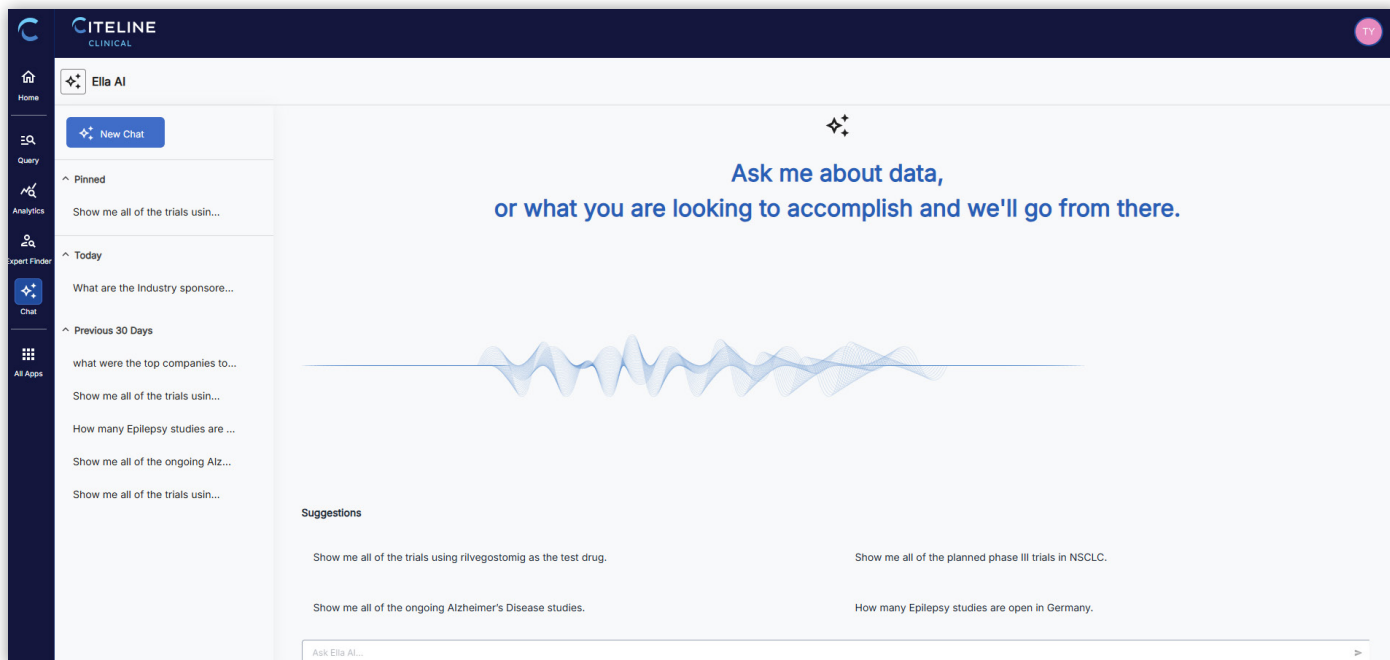 CITELINE
CLINICAL
TY
Home
Query
Analytics
xpert Finder
Chat
All Apps
Ella AI
New Chat
Pinned
Show me all of the trials usin...
Today
What are the Industry sponsore...
Previous 30 Days
what were the top companies to...
Show me all of the trials usin...
How many Epilepsy studies are ...
Show me all of the ongoing Alz...
Show me all of the trials usin...
Ask me about data,
or what you are looking to accomplish and we'll go from there.
Suggestions
Show me all of the trials using rilvegostomig as the test drug.
Show me all of the planned phase III trials in NSCLC.
Show me all of the ongoing Alzheimer's Disease studies.
How many Epilepsy studies are open in Germany.
Ask Ella AI...